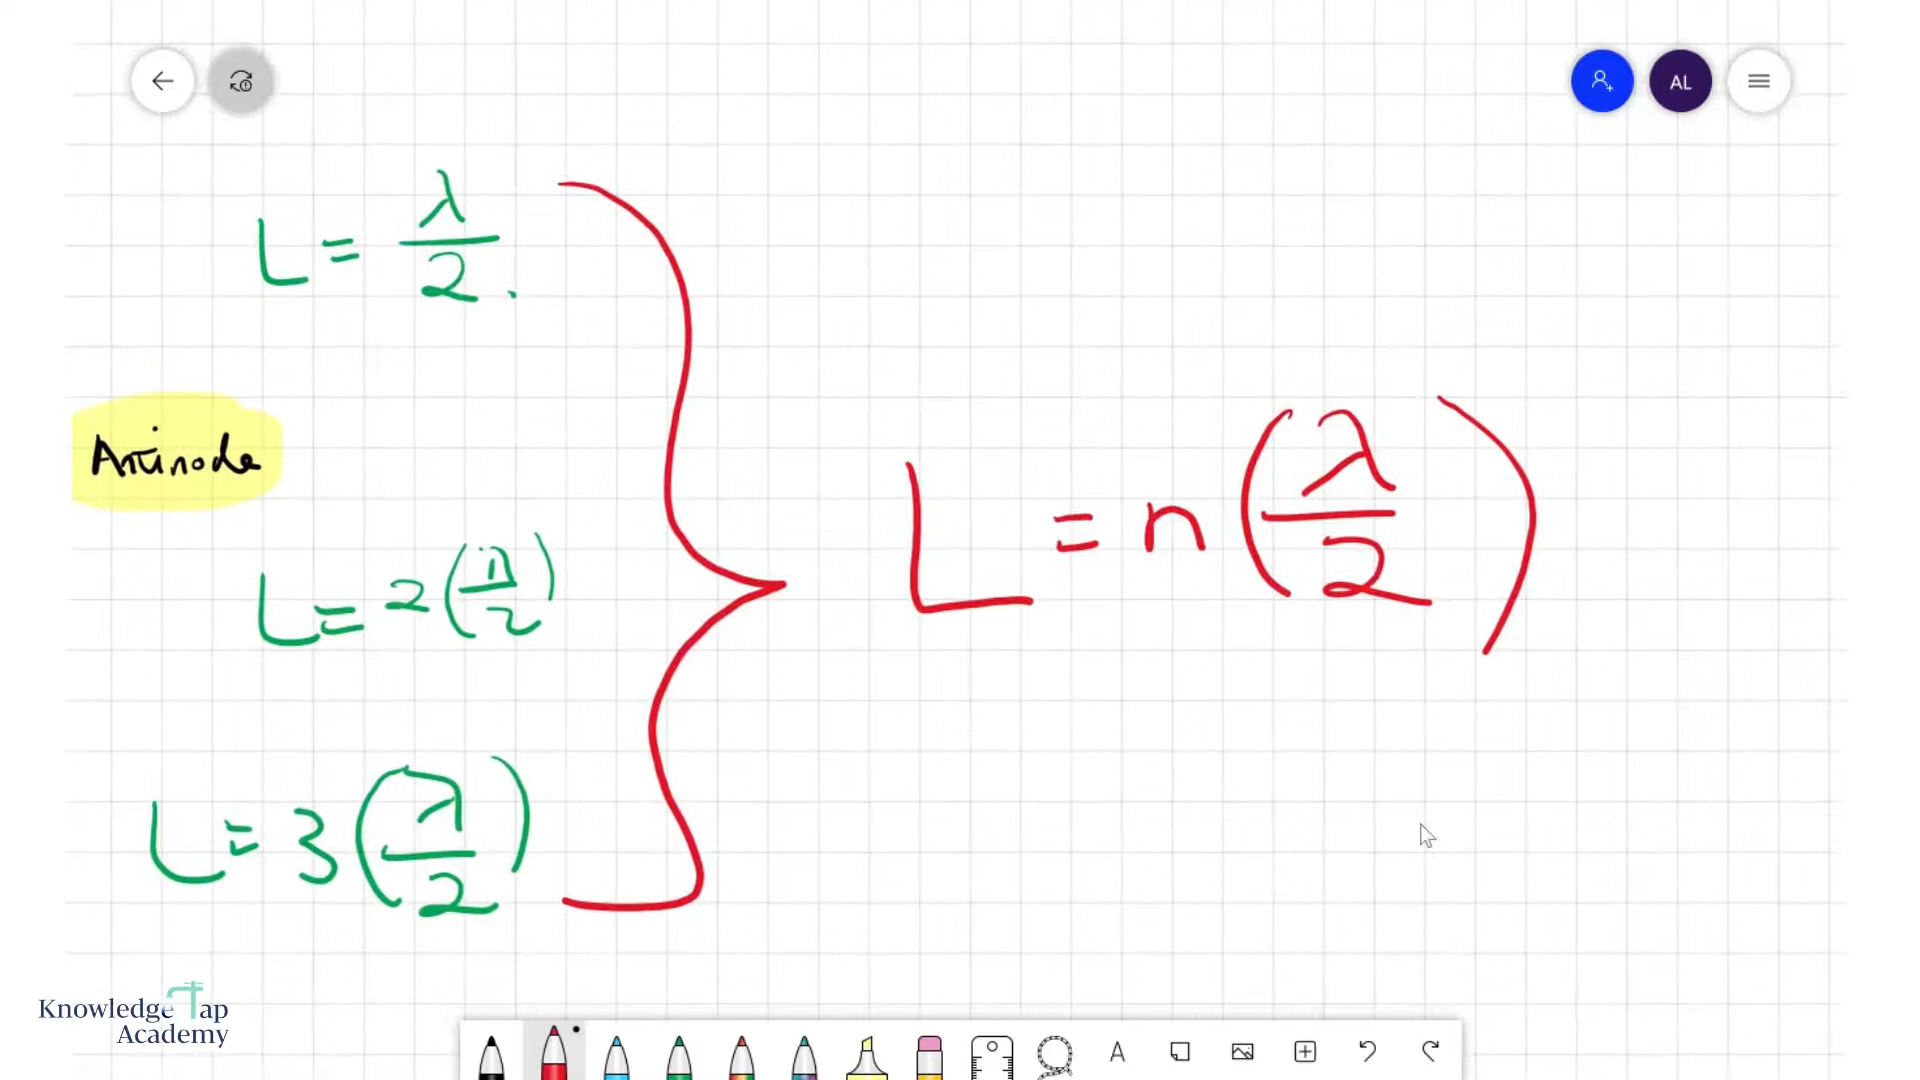 AL
L = λ/2.
Antinode
L = 2(π/2)
L = 3(λ/2)
L = n(λ/2)
Knowledge Tap
Academy
A